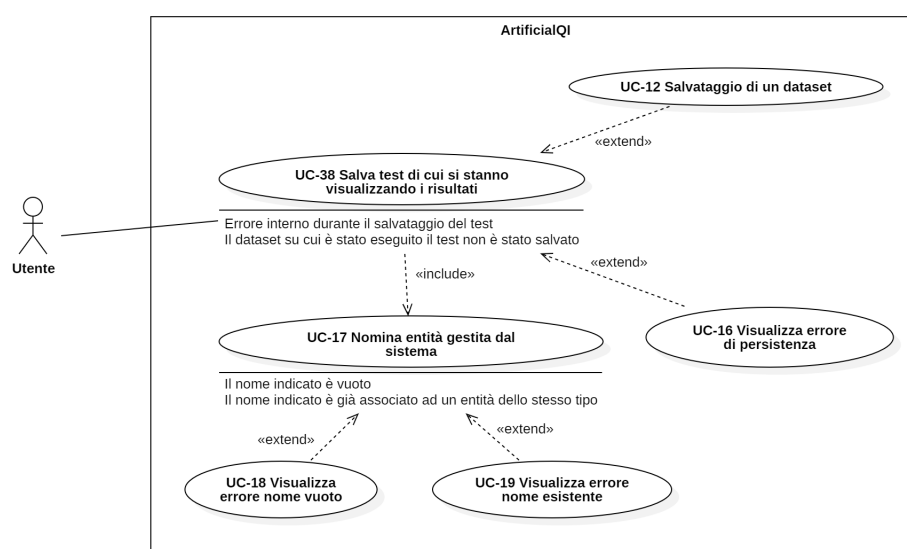 ArtificialQI
UC-12 Salvataggio di un dataset
«extend»
UC-38 Salva test di cui si stanno
visualizzando i risultati
Errore interno durante il salvataggio del test
Il dataset su cui è stato eseguito il test non è stato salvato
Utente
«include»
«extend»
UC-17 Nomina entità gestita dal
sistema
UC-16 Visualizza errore
di persistenza
Il nome indicato è vuoto
Il nome indicato è già associato ad un entità dello stesso tipo
«extend»
«extend»
UC-18 Visualizza
errore nome vuoto
UC-19 Visualizza errore
nome esistente